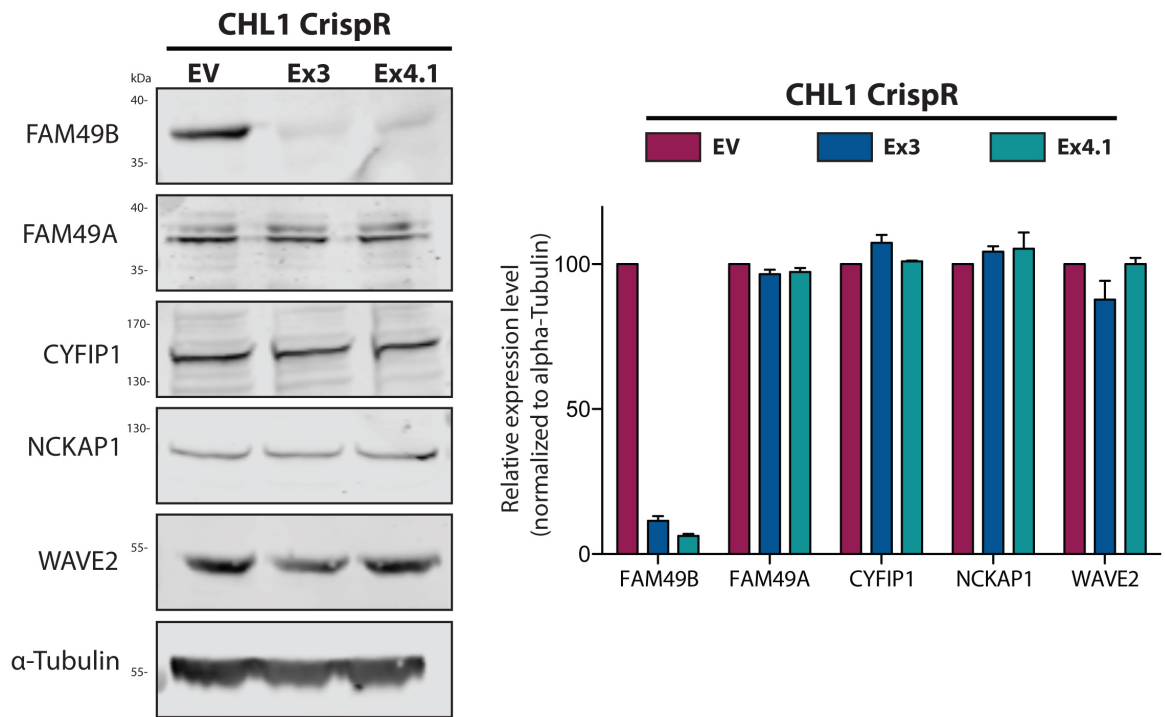 CHL1 CrispR
EV Ex3 Ex4.1
kDa
40-
FAM49B
35-
40-
FAM49A
35-
170-
CYFIP1
130-
130-
NCKAP1
55-
WAVE2
α-Tubulin
55-
CHL1 CrispR
EV Ex3 Ex4.1
Relative expression level
(normalized to alpha-Tubulin)
100
50
0
FAM49B FAM49A CYFIP1 NCKAP1 WAVE2